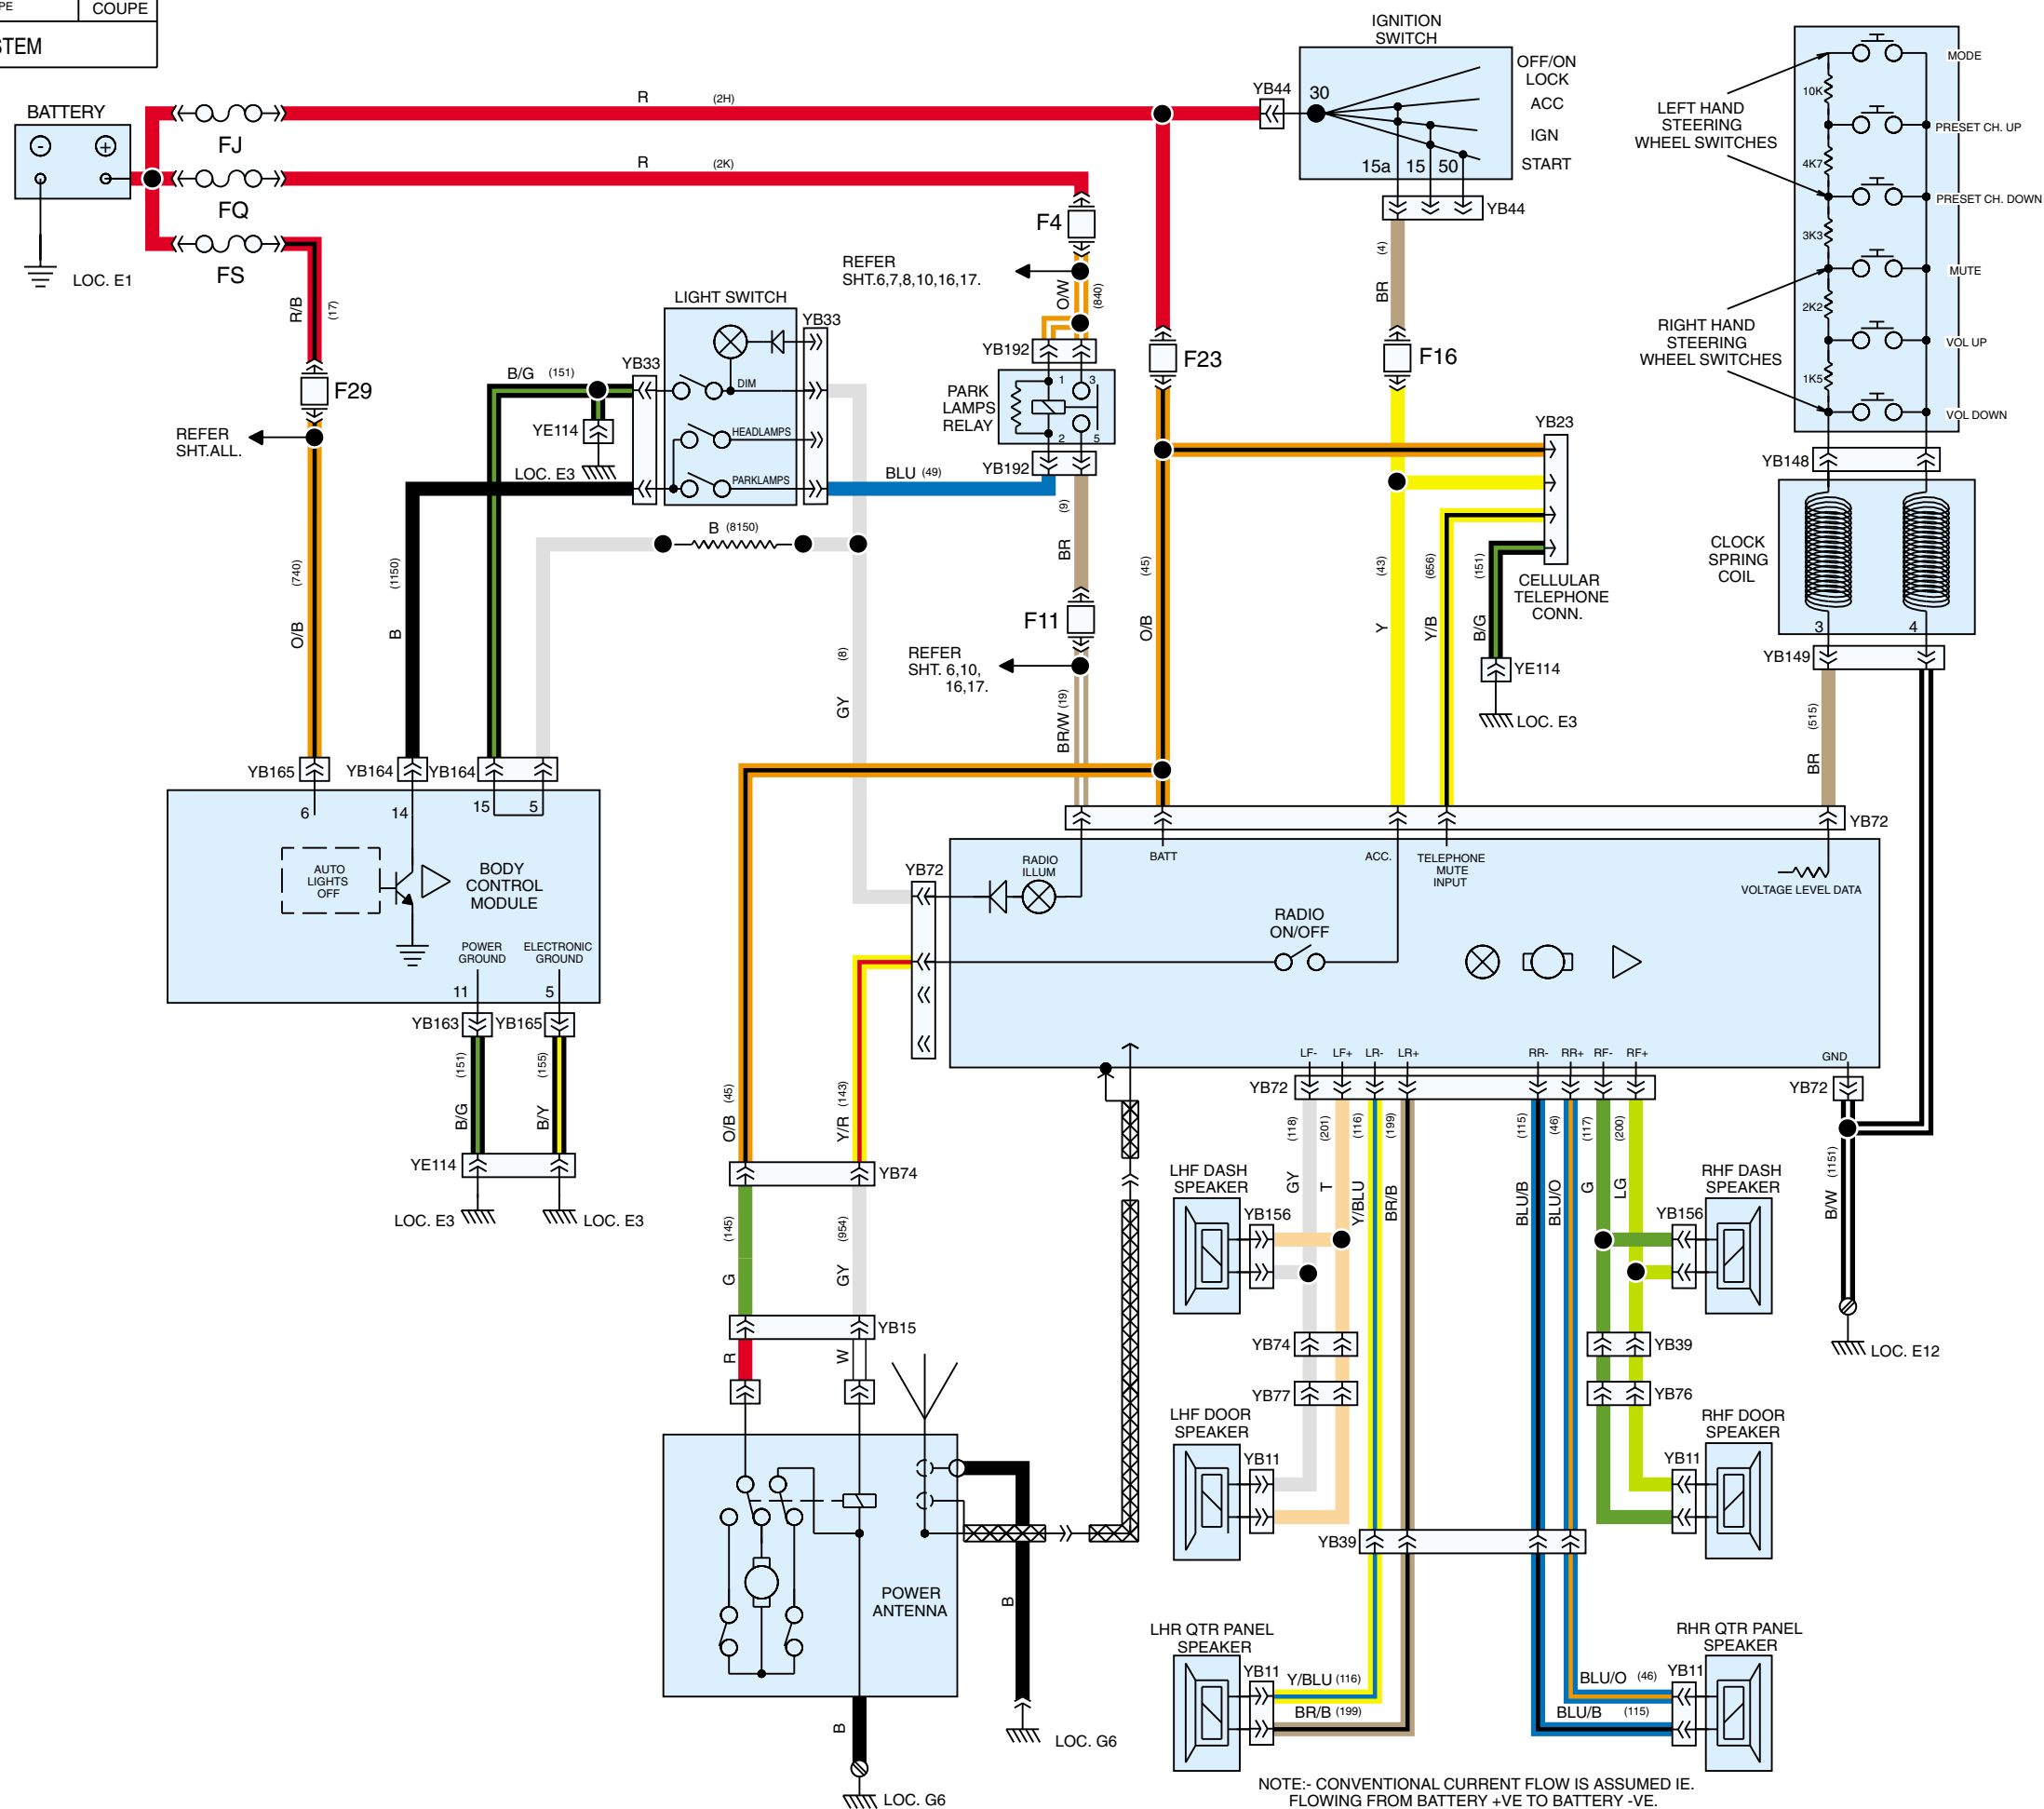 COUPE
STEM
BATTERY
-
+
LOC. E1
FJ
FQ
FS
R
(2H)
R
(2K)
R/B
(17)
F29
REFER
SHT.ALL.
(740)
O/B
YB165
(1150)
B
YB164
YB164
B/G (151)
YE114
LOC. E3
LIGHT SWITCH
YB33
YB33
DIM
HEADLAMPS
PARKLAMPS
BLU (49)
B (8150)
(8)
GY
F4
REFER
SHT.6,7,8,10,16,17.
O/W
(840)
YB192
PARK
LAMPS
RELAY
1
3
2
5
YB192
(9)
BR
F11
REFER
SHT. 6,10,
16,17.
BR/W (19)
F23
(45)
O/B
IGNITION
SWITCH
YB44
30
OFF/ON
LOCK
ACC
IGN
START
15a
15
50
YB44
(4)
BR
F16
(43)
Y
(656)
Y/B
(151)
B/G
YB23
CELLULAR
TELEPHONE
CONN.
YE114
LOC. E3
MODE
10K
PRESET CH. UP
4K7
PRESET CH. DOWN
3K3
MUTE
2K2
VOL UP
1K5
VOL DOWN
LEFT HAND
STEERING
WHEEL SWITCHES
RIGHT HAND
STEERING
WHEEL SWITCHES
YB148
CLOCK
SPRING
COIL
3
4
YB149
(515)
BR
6
14
15
5
AUTO
LIGHTS
OFF
BODY
CONTROL
MODULE
POWER
GROUND
ELECTRONIC
GROUND
11
5
YB163
YB165
(151)
B/G
(155)
B/Y
YE114
LOC. E3
LOC. E3
YB72
YB72
RADIO
ILLUM
BATT
ACC.
TELEPHONE
MUTE
INPUT
VOLTAGE LEVEL DATA
RADIO
ON/OFF
LF-
LF+
LR-
LR+
RR-
RR+
RF-
RF+
GND
YB72
YB72
O/B (45)
Y/R (143)
YB74
(145)
G
(954)
GY
YB15
R
W
POWER
ANTENNA
B
LOC. G6
B
LOC. G6
(118)
(201)
(116)
(199)
(115)
(46)
(117)
(200)
GY
T
Y/BLU
BR/B
BLU/B
BLU/O
G
LG
LHF DASH
SPEAKER
YB156
RHF DASH
SPEAKER
YB156
B/W (1151)
LOC. E12
YB74
YB77
YB39
YB76
LHF DOOR
SPEAKER
YB11
RHF DOOR
SPEAKER
YB11
YB39
LHR QTR PANEL
SPEAKER
YB11
Y/BLU (116)
BR/B (199)
RHR QTR PANEL
SPEAKER
BLU/O (46)
YB11
BLU/B (115)
NOTE:- CONVENTIONAL CURRENT FLOW IS ASSUMED IE.
FLOWING FROM BATTERY +VE TO BATTERY -VE.